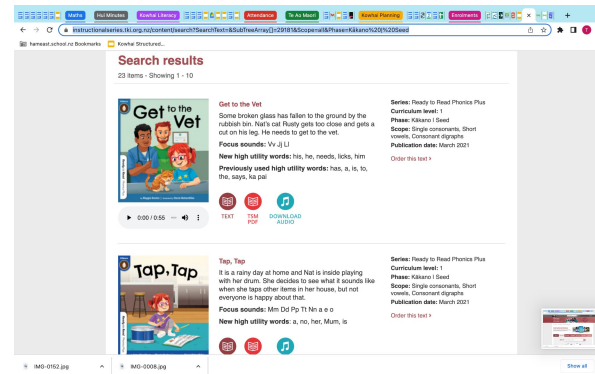 Maths
Hui Minutes
Kowhai Literacy
Attendance
Te Ao Maori
Kowhai Planning
Enrolments
instructionalseries.tki.org.nz/content/search?SearchText=&SubTreeArray[]=29181&Scope=all&Phase=Kākano%20|%20Seed
hameast.school.nz Bookmarks
Kowhai Structured...
Search results
23 items - Showing 1 - 10
Get to the Vet
Get to the Vet
Some broken glass has fallen to the ground by the
rubbish bin. Nat's cat Rusty gets too close and gets a
cut on his leg. He needs to get to the vet.
Focus sounds: Vv Jj Ll
New high utility words: his, he, needs, licks, him
Previously used high utility words: has, a, is, to,
the, says, ka pai
TEXT
TSM
PDF
DOWNLOAD
AUDIO
0:00 / 0:55
Series: Ready to Read Phonics Plus
Curriculum level: 1
Phase: Kākano I Seed
Scope: Single consonants, Short
vowels, Consonant digraphs
Publication date: March 2021
Order this text >
Tap, Tap
Tap, Tap
It is a rainy day at home and Nat is inside playing
with her drum. She decides to see what it sounds like
when she taps other items in her house, but not
everyone is happy about that.
Focus sounds: Mm Dd Pp Tt Nn a e o
New high utility words: a, no, her, Mum, is
Series: Ready to Read Phonics Plus
Curriculum level: 1
Phase: Kākano I Seed
Scope: Single consonants, Short
vowels, Consonant digraphs
Publication date: March 2021
Order this text >
IMG-0152.jpg
IMG-0008.jpg
Show all